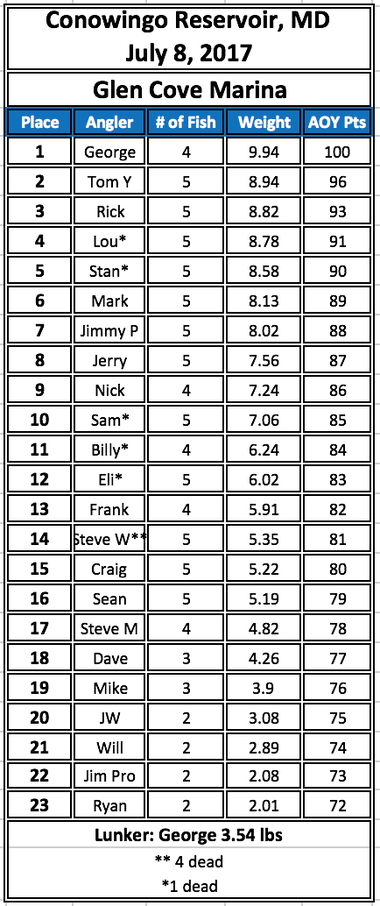 Conowingo Reservoir, MD
July 8, 2017
Glen Cove Marina
Place Angler # of Fish Weight AOY Pts
1 George 4 9.94 100
2 Tom Y 5 8.94 96
3 Rick 5 8.82 93
4 Lou* 5 8.78 91
5 Stan* 5 8.58 90
6 Mark 5 8.13 89
7 Jimmy P 5 8.02 88
8 Jerry 5 7.56 87
9 Nick 4 7.24 86
10 Sam* 5 7.06 85
11 Billy* 4 6.24 84
12 Eli* 5 6.02 83
13 Frank 4 5.91 82
14 Steve W** 5 5.35 81
15 Craig 5 5.22 80
16 Sean 5 5.19 79
17 Steve M 4 4.82 78
18 Dave 3 4.26 77
19 Mike 3 3.9 76
20 JW 2 3.08 75
21 Will 2 2.89 74
22 Jim Pro 2 2.08 73
23 Ryan 2 2.01 72
Lunker: George 3.54 lbs
** 4 dead
*1 dead